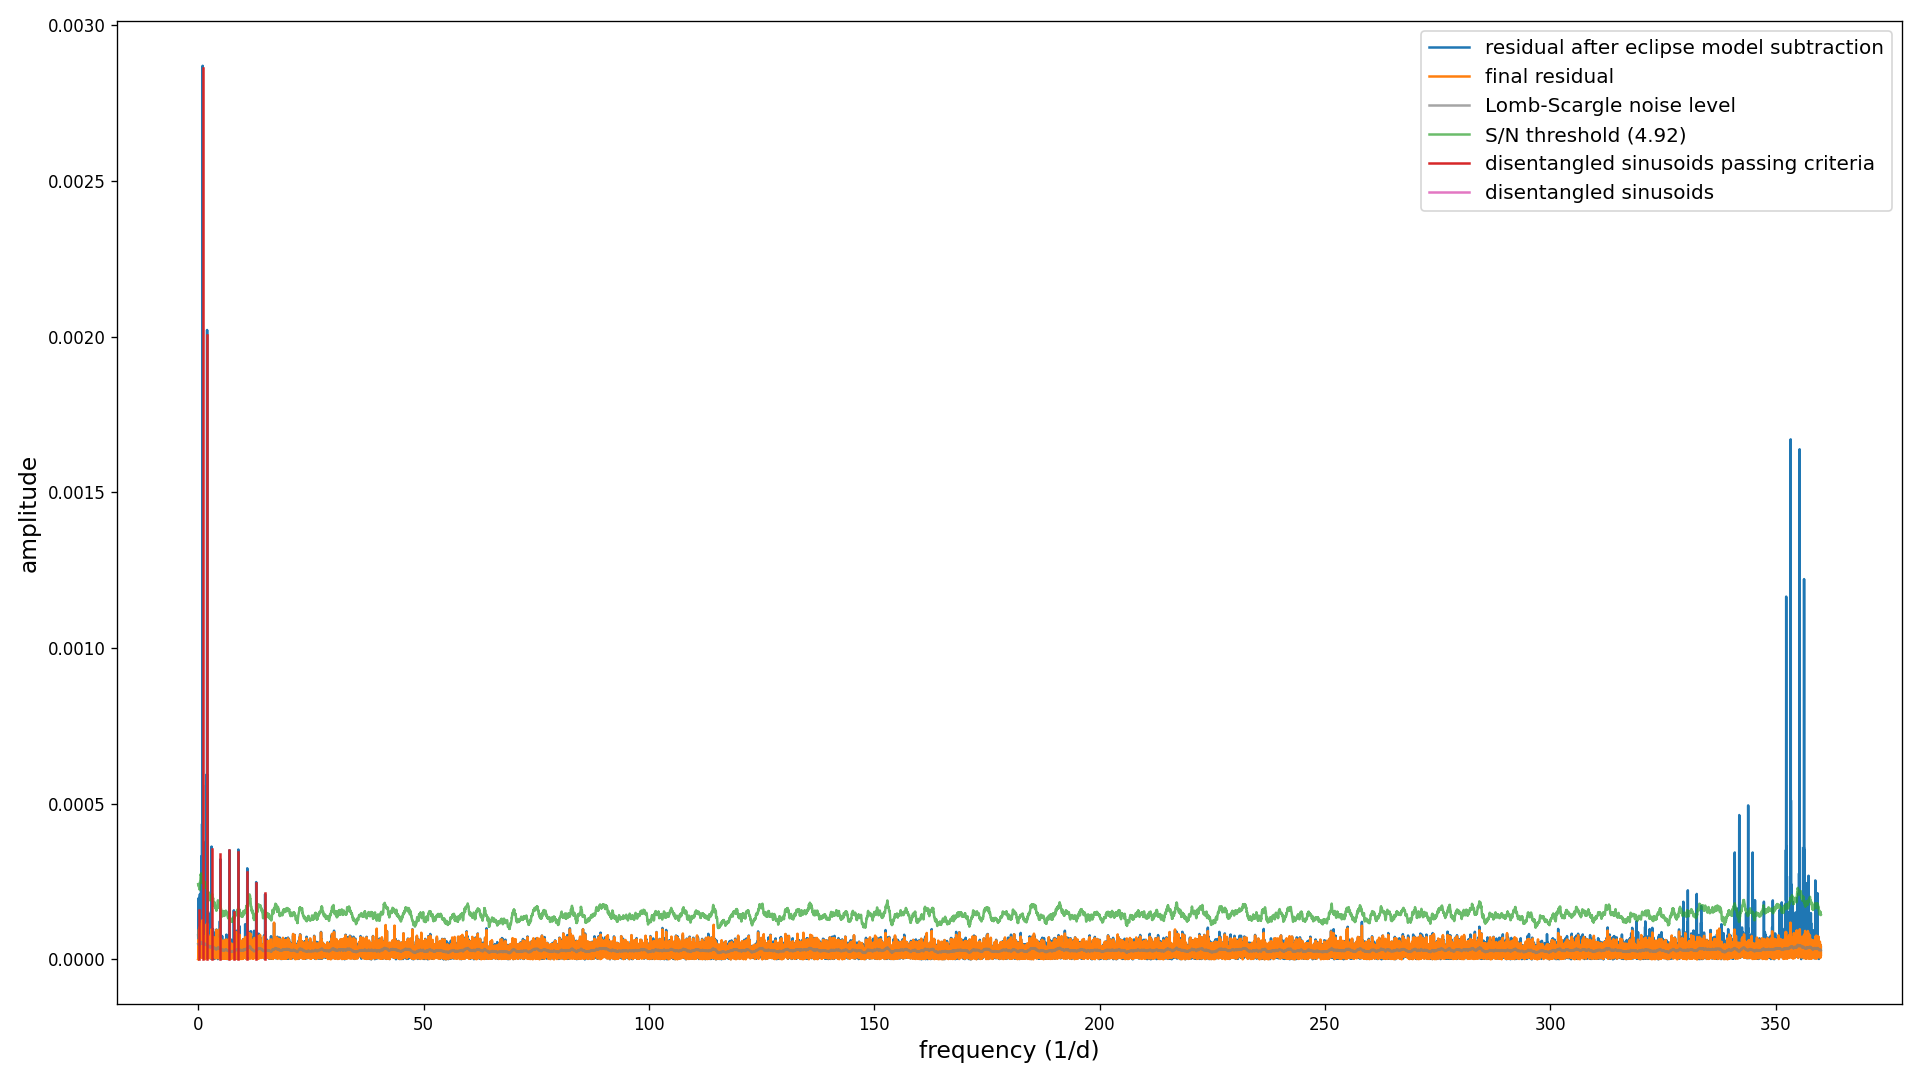 0.0030
0.0025
0.0020
0.0015
0.0010
0.0005
0.0000
amplitude
residual after eclipse model subtraction
final residual
Lomb-Scargle noise level
S/N threshold (4.92)
disentangled sinusoids passing criteria
disentangled sinusoids
0 50 100 150 200 250 300 350
frequency (1/d)